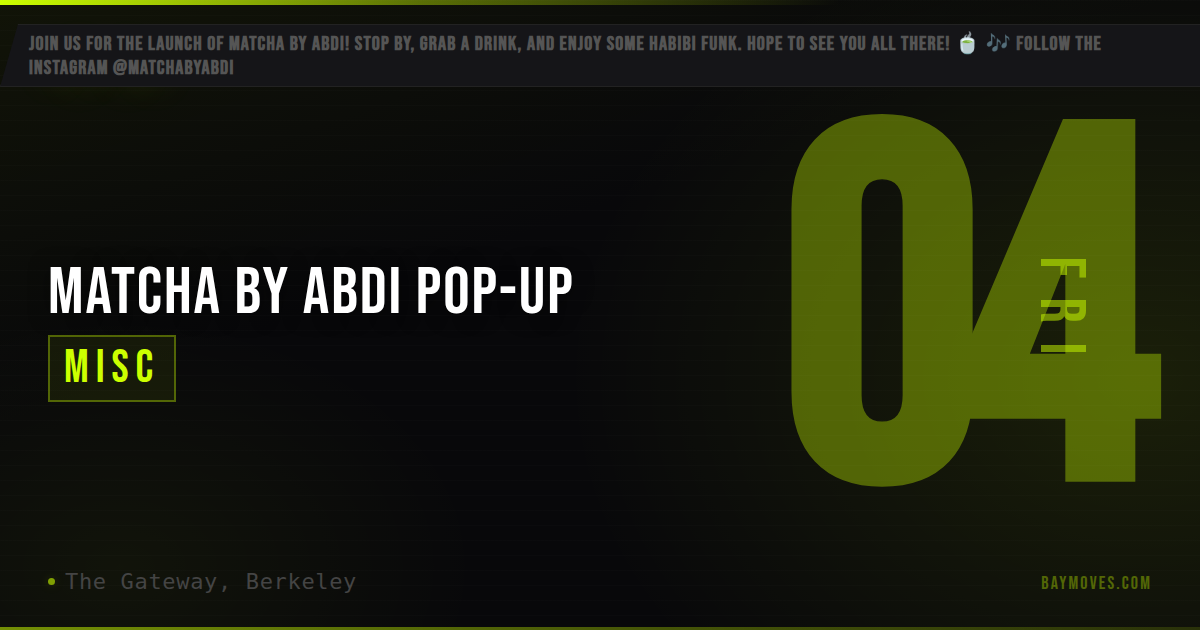 JOIN US FOR THE LAUNCH OF MATCHA BY ABDI! STOP BY, GRAB A DRINK, AND ENJOY SOME HABIBI FUNK. HOPE TO SEE YOU ALL THERE! 🍵 🎶 FOLLOW THE
INSTAGRAM @MATCHABYABDI
04
FRI
MATCHA BY ABDI POP-UP
MISC
The Gateway, Berkeley
BAYMOVES.COM